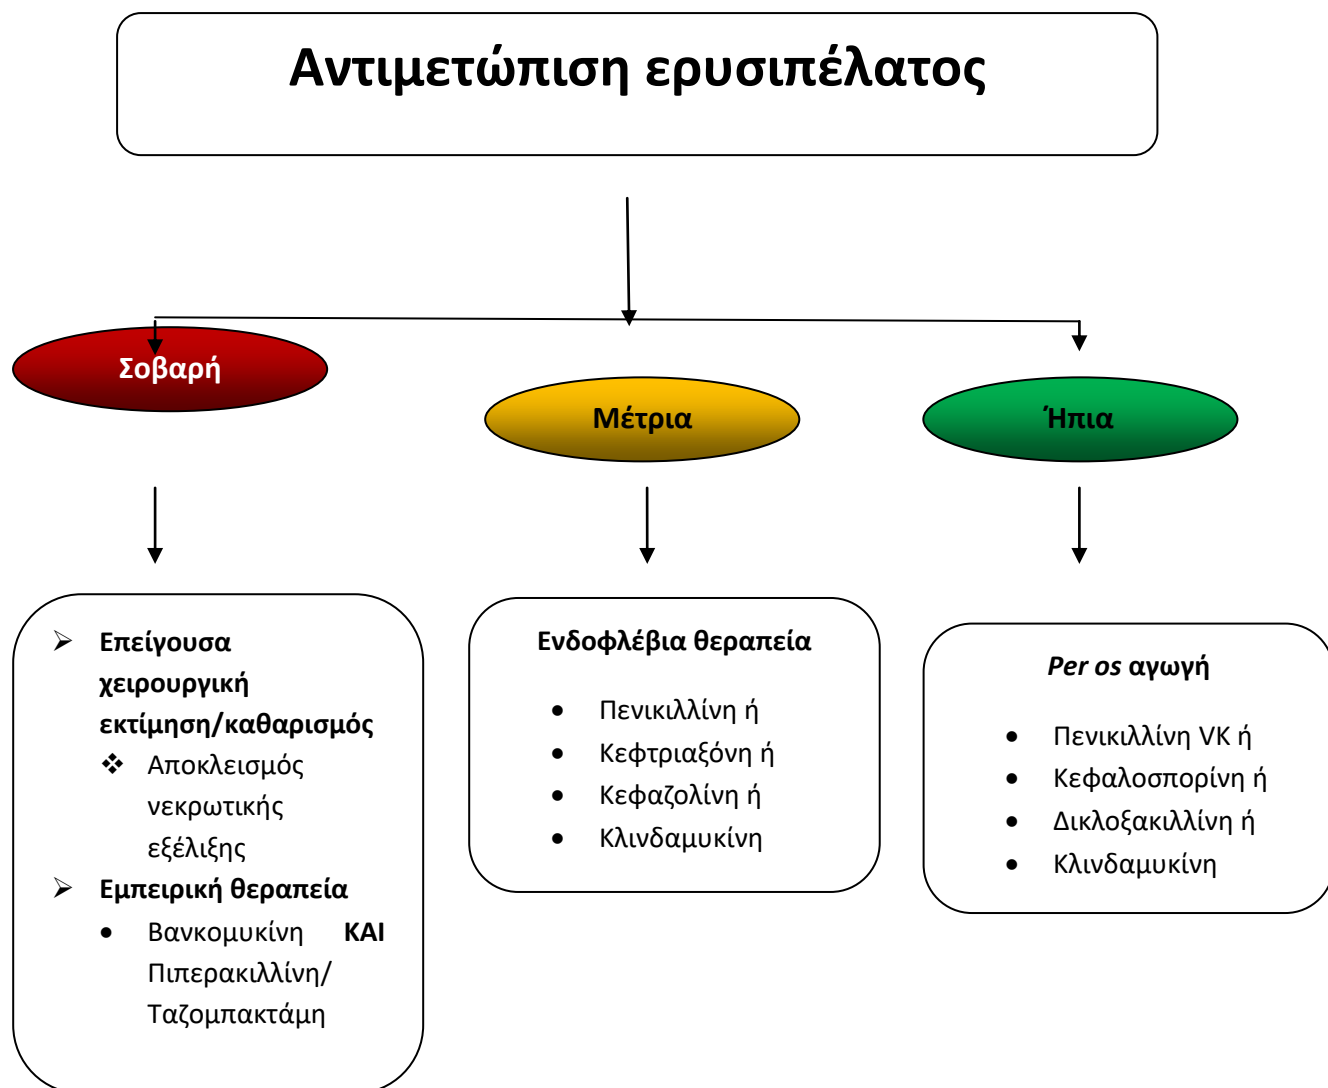 Αντιμετώπιση ερυσιπέλατος
Σοβαρή
Μέτρια
Ήπια
➢ Επείγουσα
χειρουργική
εκτίμηση/καθαρισμός
❖ Αποκλεισμός
νεκρωτικής
εξέλιξης
➢ Εμπειρική θεραπεία
• Βανκομυκίνη ΚΑΙ
Πιπερακιλλίνη/
Ταζομπακτάμη
Ενδοφλέβια θεραπεία
• Πενικιλλίνη ή
• Κεφτριαξόνη ή
• Κεφαζολίνη ή
• Κλινδαμυκίνη
Per os αγωγή
• Πενικιλλίνη VK ή
• Κεφαλοσπορίνη ή
• Δικλοξακιλλίνη ή
• Κλινδαμυκίνη